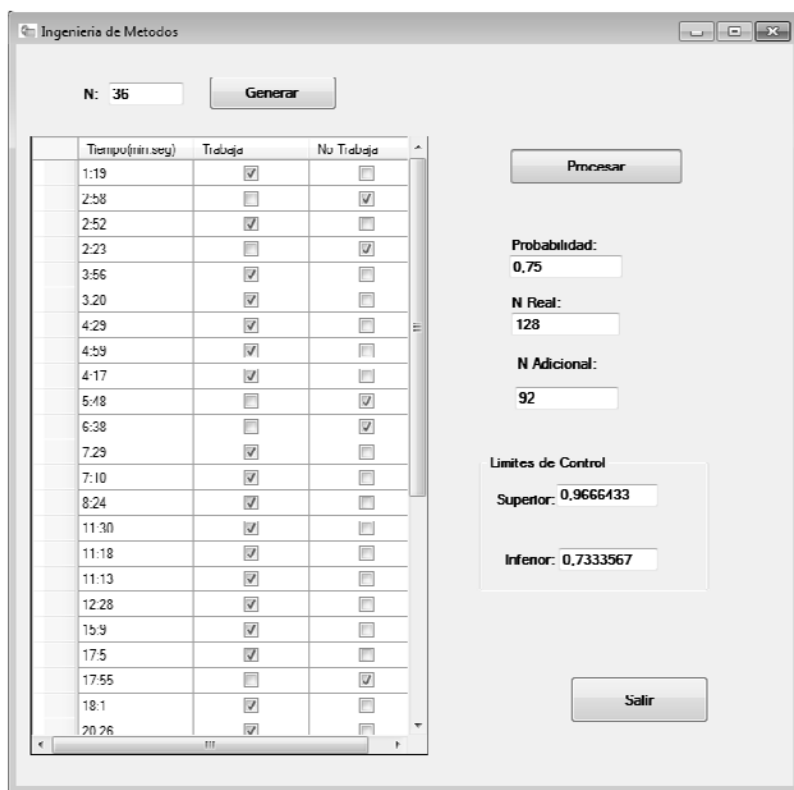 Ingenieria de Metodos
N: 36 Generar
Tiempo(min.seg) Trabaja No Trabaja
1:19
2:58
2:52
2:23
3:56
3:20
4:29
4:59
4:17
5:48
6:38
7:29
7:10
8:24
11:30
11:18
11:13
12:28
15:9
17:5
17:55
18:1
20:26
Procesar
Probabilidad:
0,75
N Real:
128
N Adicional:
92
Limites de Control
Superior: 0,9666433
Inferior: 0,7333567
Salir